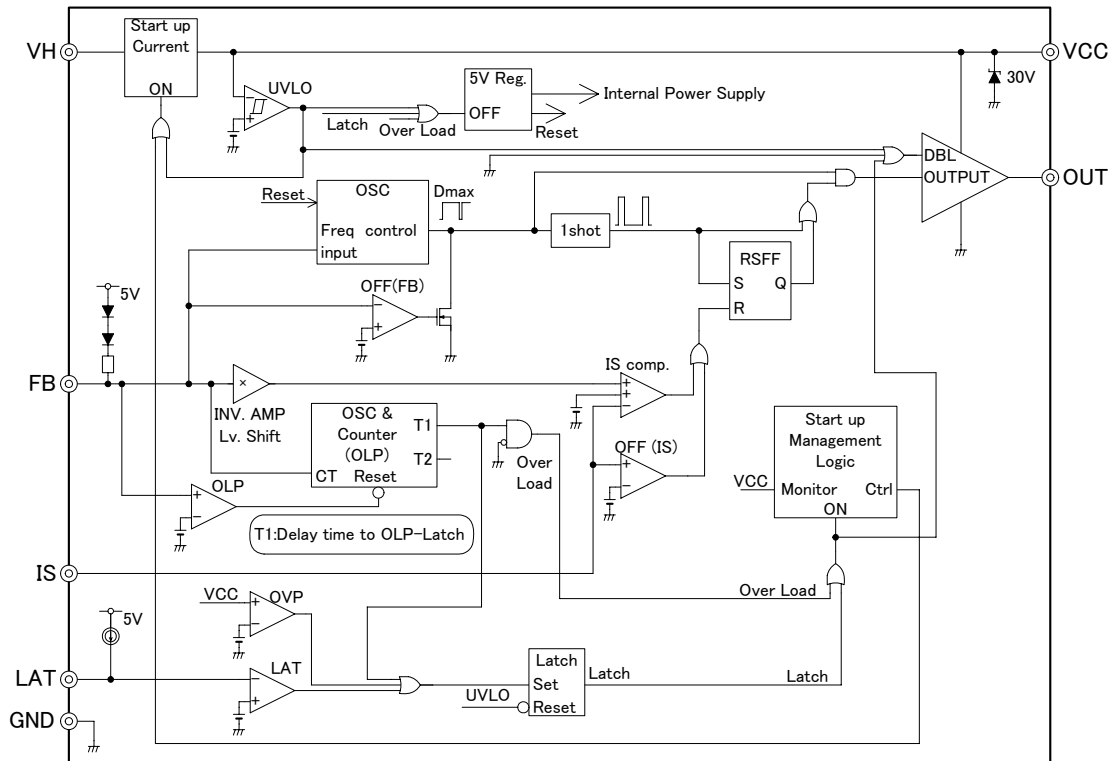 Start up
Current
ON
VH
VCC
30V
UVLO
5V Reg.
OFF
Internal Power Supply
Reset
Latch
Over Load
DBL
OUTPUT
OUT
Reset
OSC
Freq control
input
Dmax
1shot
RSFF
S Q
R
OFF(FB)
5V
FB
×
INV. AMP
Lv. Shift
IS comp.
OSC &
Counter
(OLP)
T1
T2
CT Reset
Over
Load
OFF (IS)
Start up
Management
Logic
VCC
Monitor Ctrl
ON
OLP
T1:Delay time to OLP-Latch
IS
Over Load
VCC
OVP
5V
LAT
LAT
Latch
Set
Reset
UVLO
Latch
Latch
GND